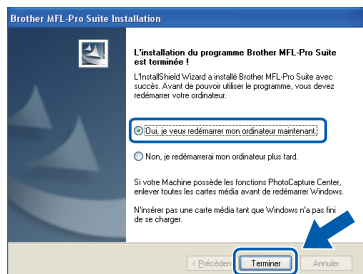 Brother MFL-Pro Suite Installation
L'installation du programme Brother MFL-Pro Suite
est terminée !
L'InstallShield Wizard a installé Brother MFL-Pro Suite avec
succès. Avant de pouvoir utiliser le programme, vous devez
redémarrer votre ordinateur.
Oui, je veux redémarrer mon ordinateur maintenant.
Non, je redémarrerai mon ordinateur plus tard.
Si votre Machine possède les fonctions PhotoCapture Center,
enlever toutes les cartes média avant de redémarrer Windows.
N'insérer pas une carte média tant que Windows n'a pas fini
de se charger.
< Précédent
Terminer
Annuler